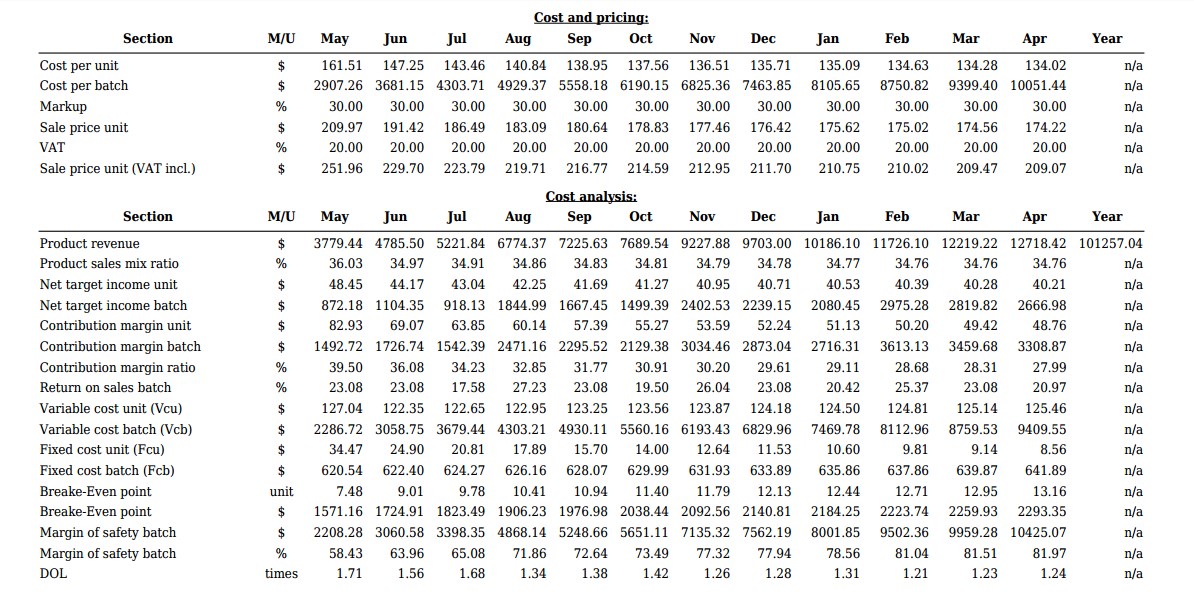 Cost and pricing:
Section M/U May Jun Jul Aug Sep Oct Nov Dec Jan Feb Mar Apr Year
Cost per unit $ 161.51 147.25 143.46 140.84 138.95 137.56 136.51 135.71 135.09 134.63 134.28 134.02 n/a
Cost per batch $ 2907.26 3681.15 4303.71 4929.37 5558.18 6190.15 6825.36 7463.85 8105.65 8750.82 9399.40 10051.44 n/a
Markup % 30.00 30.00 30.00 30.00 30.00 30.00 30.00 30.00 30.00 30.00 30.00 30.00 n/a
Sale price unit $ 209.97 191.42 186.49 183.09 180.64 178.83 177.46 176.42 175.62 175.02 174.56 174.22 n/a
VAT % 20.00 20.00 20.00 20.00 20.00 20.00 20.00 20.00 20.00 20.00 20.00 20.00 n/a
Sale price unit (VAT incl.) $ 251.96 229.70 223.79 219.71 216.77 214.59 212.95 211.70 210.75 210.02 209.47 209.07 n/a
Cost analysis:
Section M/U May Jun Jul Aug Sep Oct Nov Dec Jan Feb Mar Apr Year
Product revenue $ 3779.44 4785.50 5221.84 6774.37 7225.63 7689.54 9227.88 9703.00 10186.10 11726.10 12219.22 12718.42 101257.04
Product sales mix ratio % 36.03 34.97 34.91 34.86 34.83 34.81 34.79 34.78 34.77 34.76 34.76 34.76 n/a
Net target income unit $ 48.45 44.17 43.04 42.25 41.69 41.27 40.95 40.71 40.53 40.39 40.28 40.21 n/a
Net target income batch $ 872.18 1104.35 918.13 1844.99 1667.45 1499.39 2402.53 2239.15 2080.45 2975.28 2819.82 2666.98 n/a
Contribution margin unit $ 82.93 69.07 63.85 60.14 57.39 55.27 53.59 52.24 51.13 50.20 49.42 48.76 n/a
Contribution margin batch $ 1492.72 1726.74 1542.39 2471.16 2295.52 2129.38 3034.46 2873.04 2716.31 3613.13 3459.68 3308.87 n/a
Contribution margin ratio % 39.50 36.08 34.23 32.85 31.77 30.91 30.20 29.61 29.11 28.68 28.31 27.99 n/a
Return on sales batch % 23.08 23.08 17.58 27.23 23.08 19.50 26.04 23.08 20.42 25.37 23.08 20.97 n/a
Variable cost unit (Vcu) $ 127.04 122.35 122.65 122.95 123.25 123.56 123.87 124.18 124.50 124.81 125.14 125.46 n/a
Variable cost batch (Vcb) $ 2286.72 3058.75 3679.44 4303.21 4930.11 5560.16 6193.43 6829.96 7469.78 8112.96 8759.53 9409.55 n/a
Fixed cost unit (Fcu) $ 34.47 24.90 20.81 17.89 15.70 14.00 12.64 11.53 10.60 9.81 9.14 8.56 n/a
Fixed cost batch (Fcb) $ 620.54 622.40 624.27 626.16 628.07 629.99 631.93 633.89 635.86 637.86 639.87 641.89 n/a
Breake-Even point unit 7.48 9.01 9.78 10.41 10.94 11.40 11.79 12.13 12.44 12.71 12.95 13.16 n/a
Breake-Even point $ 1571.16 1724.91 1823.49 1906.23 1976.98 2038.44 2092.56 2140.81 2184.25 2223.74 2259.93 2293.35 n/a
Margin of safety batch $ 2208.28 3060.58 3398.35 4868.14 5248.66 5651.11 7135.32 7562.19 8001.85 9502.36 9959.28 10425.07 n/a
Margin of safety batch % 58.43 63.96 65.08 71.86 72.64 73.49 77.32 77.94 78.56 81.04 81.51 81.97 n/a
DOL times 1.71 1.56 1.68 1.34 1.38 1.42 1.26 1.28 1.31 1.21 1.23 1.24 n/a